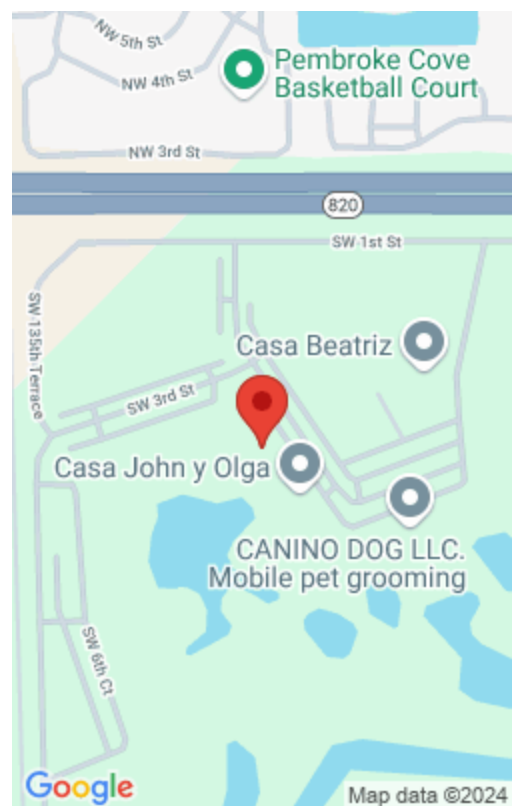 NW 5th St
NW 4th St
Pembroke Cove
Basketball Court
NW 3rd St
820
SW 1st St
SW 135th Terrace
Casa Beatriz
SW 3rd St
Casa John y Olga
CANINO DOG LLC.
Mobile pet grooming
SW 6th Ct
Google
Map data ©2024